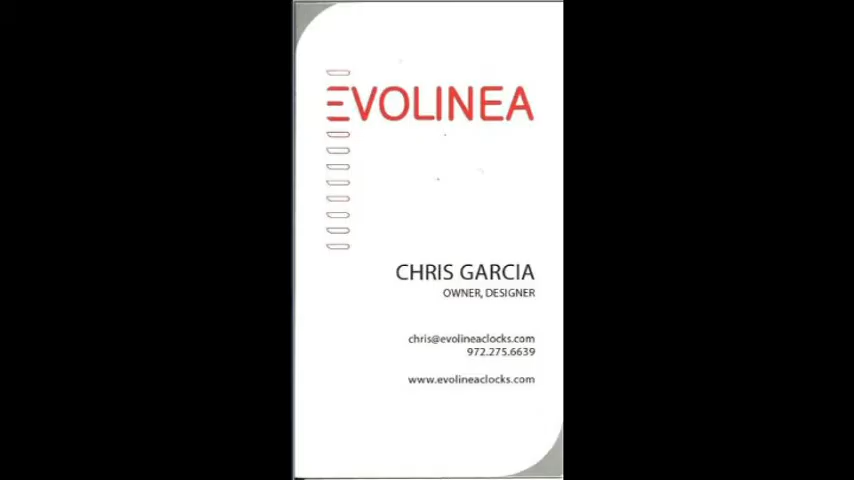 EVOLINEA
CHRIS GARCIA
OWNER, DESIGNER
chris@evolineaclocks.com
972.275.6639
www.evolineaclocks.com